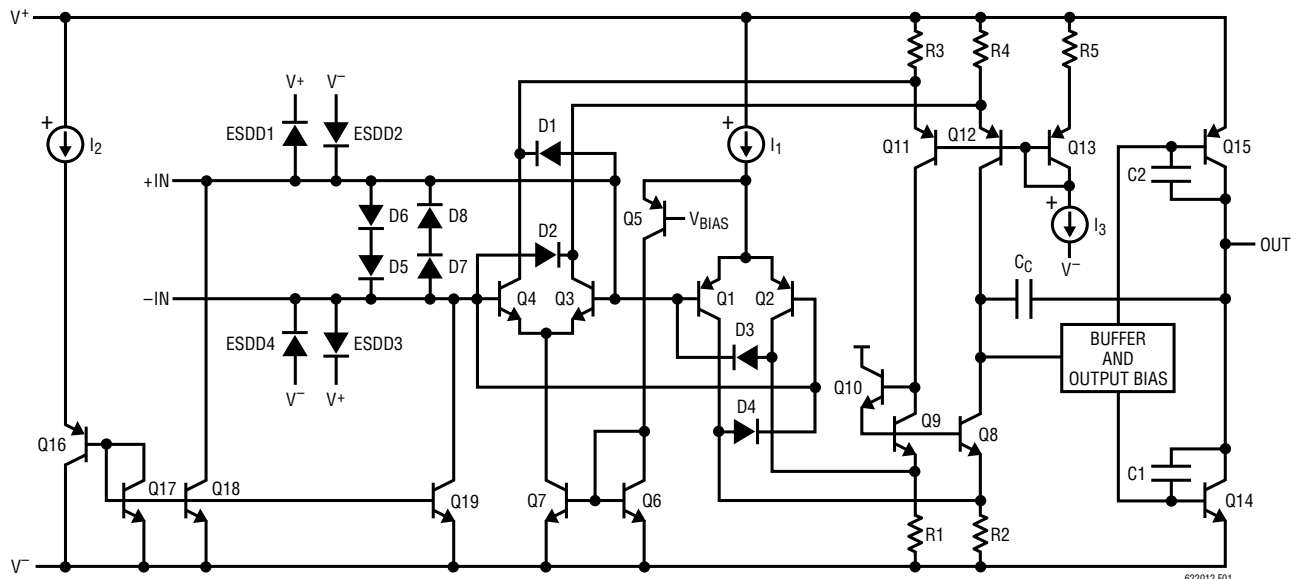 V+
R3
R4
R5
V+
V−
ESDD1
ESDD2
+
I2
D1
+
I1
Q11
Q12
Q13
Q15
C2
+IN
D6
D8
Q5
VBIAS
+
I3
V−
OUT
D2
D5
D7
CC
−IN
Q4
Q3
Q1
Q2
ESDD4
ESDD3
D3
BUFFER
AND
OUTPUT BIAS
V−
V+
Q10
D4
Q9
Q8
Q16
C1
Q17
Q18
Q19
Q7
Q6
Q14
R1
R2
V−
622012 F01